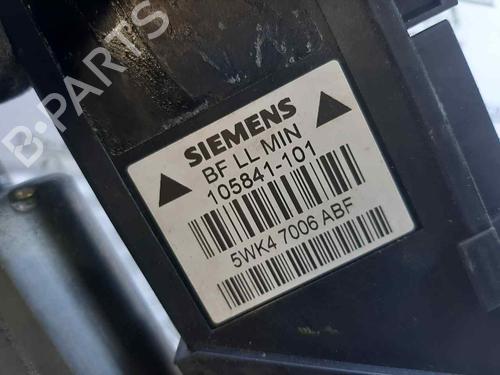 B-PARTS
SIEMENS
BF LL MIN
105841-101
5WK4 7006 ABF